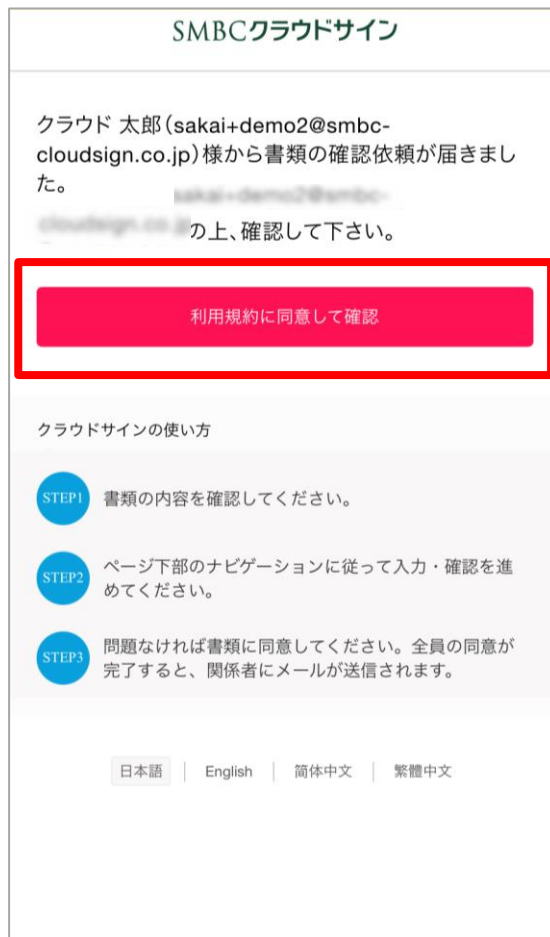 SMBCクラウドサイン
クラウド 太郎(sakai+demo2@smbc-
cloudsign.co.jp)様から書類の確認依頼が届きまし
た。
sakai+demo2@smbc-
cloudsign.co.jp の上、確認して下さい。
利用規約に同意して確認
クラウドサインの使い方
STEP1 書類の内容を確認してください。
STEP2 ページ下部のナビゲーションに従って入力・確認を進
めてください。
STEP3 問題なければ書類に同意してください。全員の同意が
完了すると、関係者にメールが送信されます。
日本語 English 简体中文 繁體中文